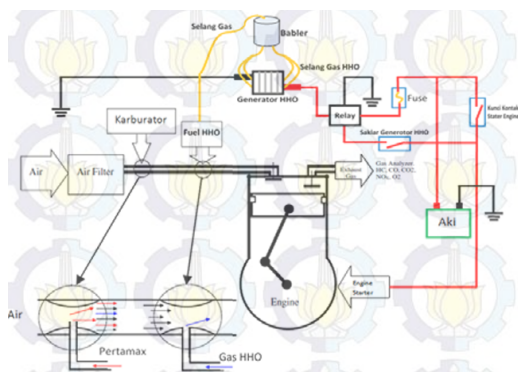 Selang Gas
Babler
Selang Gas HHO
Generator HHO
Fuse
Kunci Kontak
Stater Engine
Relay
Karburator
Fuel HHO
Saklar Generator HHO
Air
Air Filter
Exhaust
Gas
Gas Analyzer
HC, CO, CO2,
NOx, O2
Aki
Engine
Engine
Starter
Air
Pertamax
Gas HHO